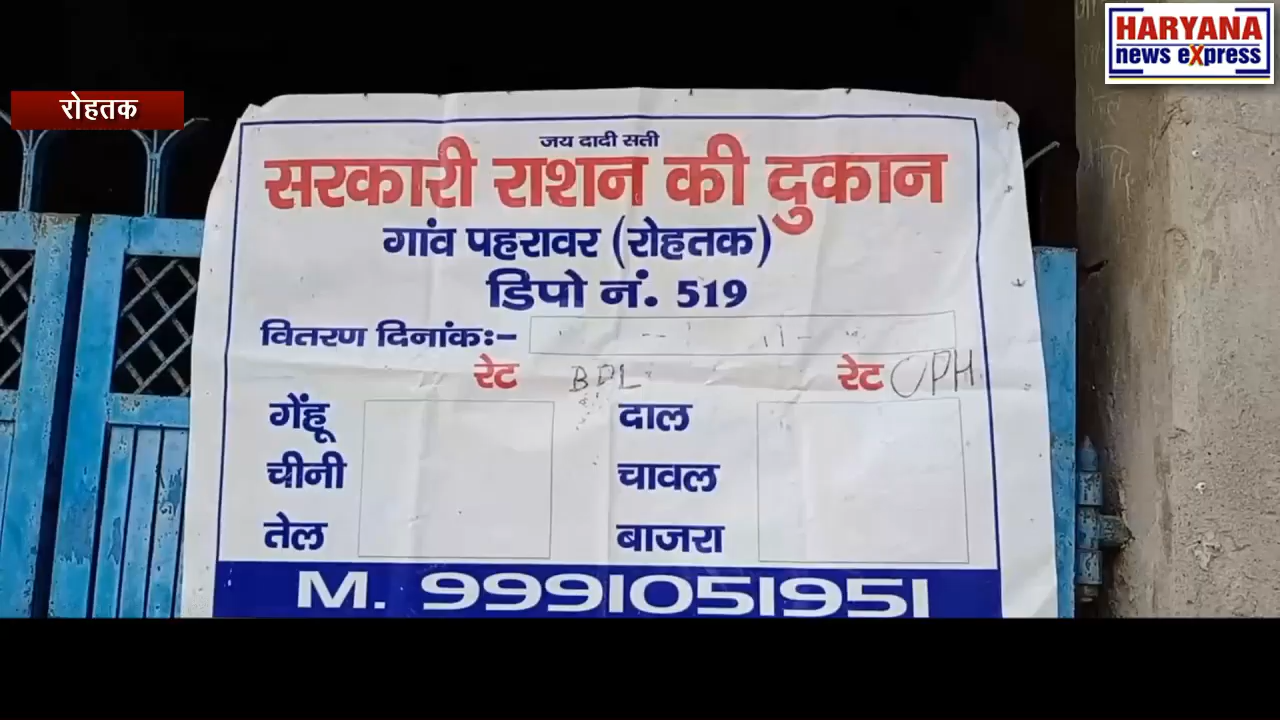 HARYANA
news eXpress
रोहतक
जय दादी सती
सरकारी राशन की दुकान
गांव पहरावर (रोहतक)
डिपो नं. 519
वितरण दिनांकः-
रेट BPL रेट OPH
गेंहू दाल
चीनी चावल
तेल बाजरा
M. 9991051951